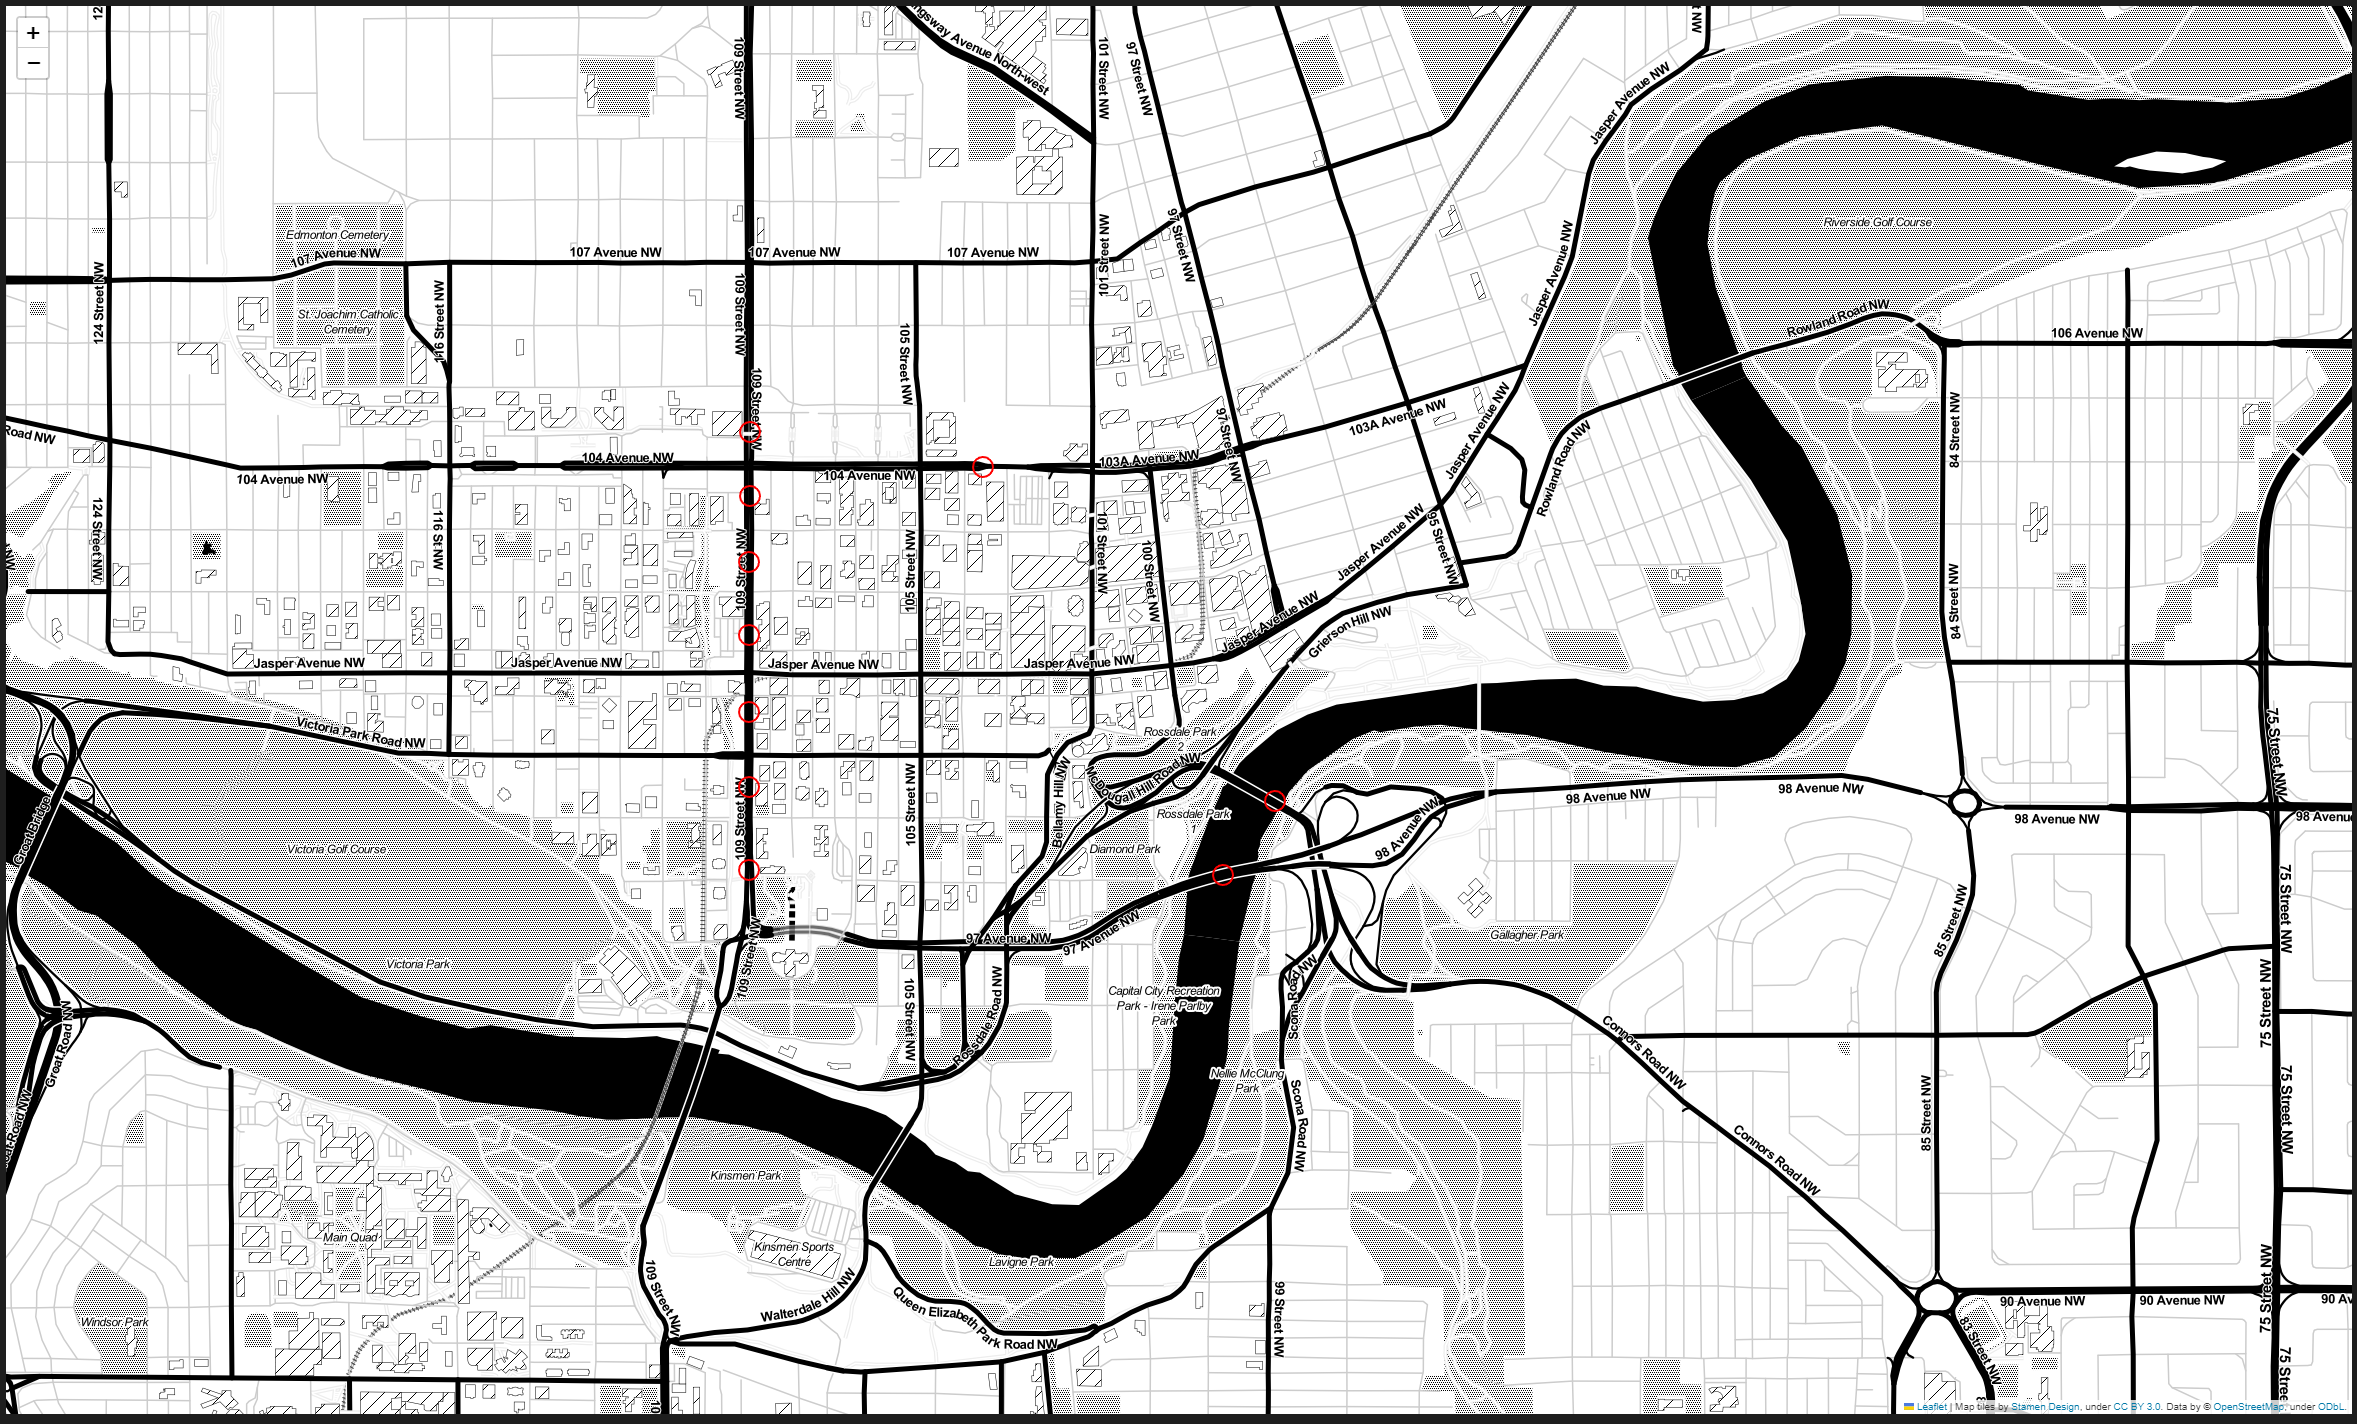 +
−
12
109 Street NW
ngsway Avenue North-west
101 Street NW
97 Street NW
t NW
Jasper Avenue NW
Edmonton Cemetery
107 Avenue NW
107 Avenue NW
107 Avenue NW
107 Avenue NW
101 Street NW
97 Street NW
Riverside Golf Course
Jasper Avenue NW
124 Street NW
116 Street NW
109 Street NW
105 Street NW
St. Joachim Catholic
Cemetery
Rowland Road NW
106 Avenue NW
Road NW
109 Street NW
104 Avenue NW
104 Avenue NW
104 Avenue NW
103A Avenue NW
97 Street NW
103A Avenue NW
Jasper Avenue NW
Rowland Road NW
84 Street NW
124 Street NW
116 St NW
109 Street NW
105 Street NW
101 Street NW
100 Street NW
Jasper Avenue NW
95 Street NW
84 Street NW
NW
Jasper Avenue NW
Jasper Avenue NW
Jasper Avenue NW
Jasper Avenue NW
Jasper Avenue NW
Grierson Hill NW
Victoria Park Road NW
Rossdale Park
2
McDougall Hill Road NW
Bellamy Hill NW
Rossdale Park
1
Diamond Park
98 Avenue NW
98 Avenue NW
98 Avenue NW
98 Avenue NW
98 Avenu
75 Street NW
Groat Bridge
Victoria Golf Course
109 Street NW
105 Street NW
75 Street NW
85 Street NW
Gallagher Park
97 Avenue NW
97 Avenue NW
109 Street NW
Victoria Park
105 Street NW
Rossdale Road NW
Capital City Recreation
Park - Irene Parlby
Park
Scona Road NW
Connors Road NW
75 Street NW
Groat Road NW
oat Road NW
Nellie McClung
Park
Scona Road NW
85 Street NW
75 Street NW
Connors Road NW
Kinsmen Park
Main Quad
Kinsmen Sports
Centre
Lavigne Park
109 Street NW
Walterdale Hill NW
Queen Elizabeth Park Road NW
99 Street NW
Windsor Park
90 Avenue NW
90 Avenue NW
90 Av
75 Street NW
83 Street NW
75 Stree
10
8
Leaflet | Map tiles by Stamen Design, under CC BY 3.0. Data by © OpenStreetMap, under ODbL.